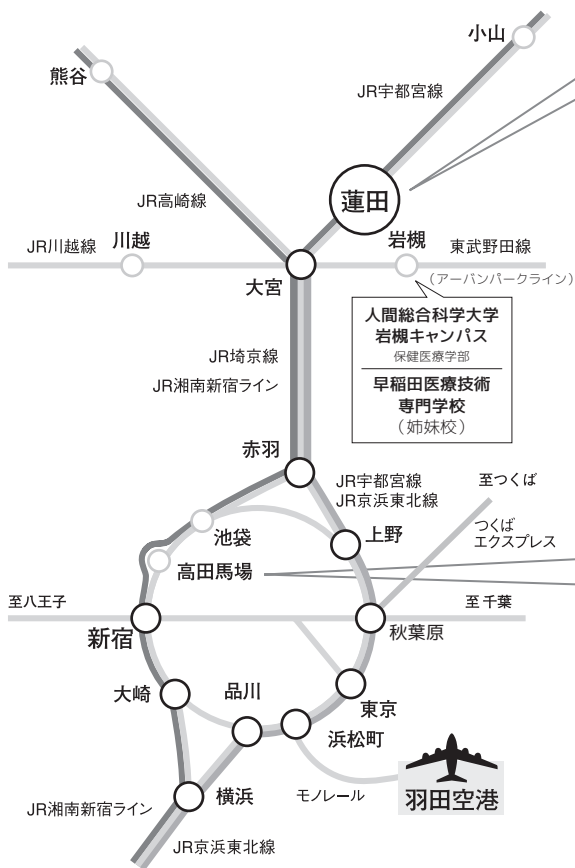 小山
熊谷
JR宇都宮線
蓮田
JR高崎線
JR川越線
川越
岩槻
東武野田線
(アーバンパークライン)
大宮
人間総合科学大学
岩槻キャンパス
保健医療学部
早稲田医療技術
専門学校
(姉妹校)
JR埼京線
JR湘南新宿ライン
赤羽
JR宇都宮線
JR京浜東北線
至つくば
池袋
上野
つくば
エクスプレス
高田馬場
至八王子
至 千葉
新宿
秋葉原
大崎
品川
東京
浜松町
横浜
モノレール
羽田空港
JR湘南新宿ライン
JR京浜東北線